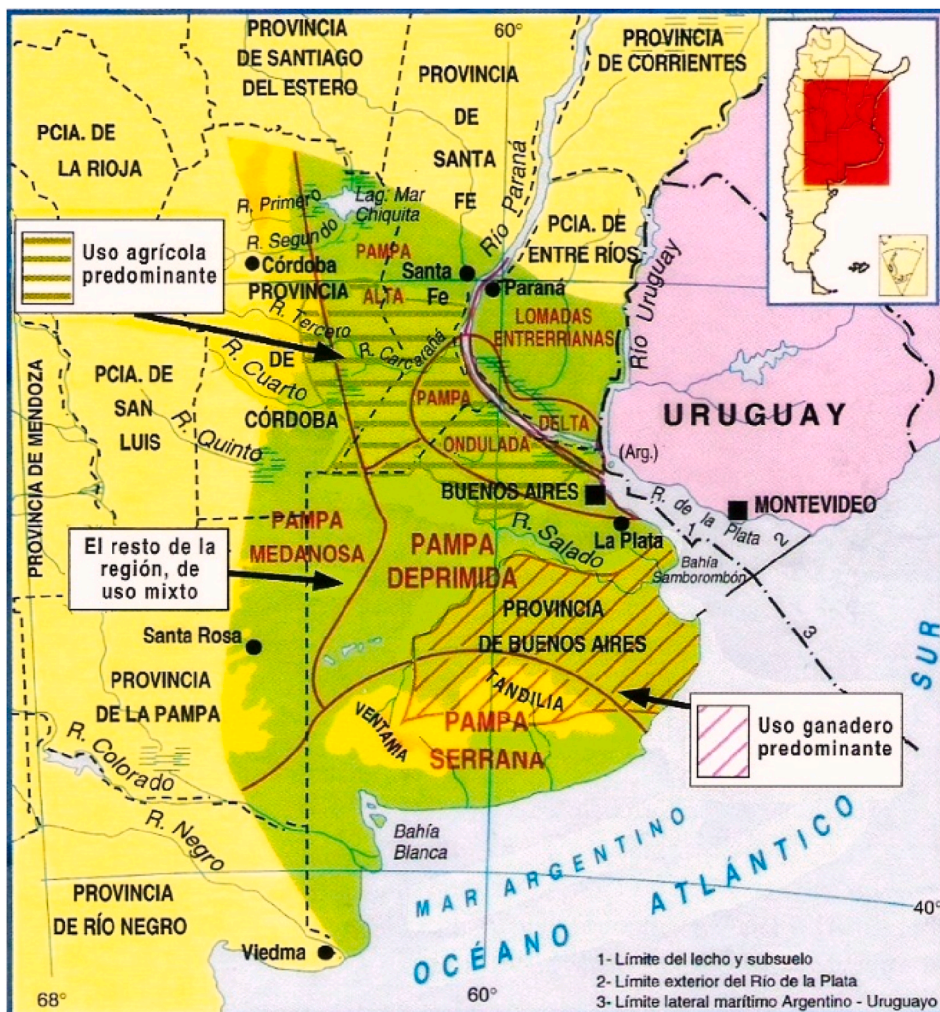 60°
PROVINCIA
DE SANTIAGO
DEL ESTERO
PROVINCIA
DE
SANTA
FE
PROVINCIA
DE CORRIENTES
PCIA. DE
LA RIOJA
Río Paraná
R. Primero
Lag. Mar
Chiquita
PCIA. DE
ENTRE RÍOS
Uso agrícola
predominante
R. Segundo
Córdoba
PAMPA
ALTA
Santa
Fe
Paraná
Río Uruguay
PROVINCIA
DE
CÓRDOBA
R. Tercero
R. Carcarañá
LOMADAS
ENTRERRIANAS
R. Cuarto
PROVINCIA DE MENDOZA
PCIA. DE
SAN
LUIS
R. Quinto
PAMPA
ONDULADA
DELTA
URUGUAY
(Arg.)
BUENOS AIRES
R. de la Plata
MONTEVIDEO
La Plata
1
2
PAMPA
MEDANOSA
R. Salado
Bahía
Samborombón
El resto de la
región, de
uso mixto
PAMPA
DEPRIMIDA
PROVINCIA
DE BUENOS AIRES
3
Santa Rosa
SUR
PROVINCIA
DE LA PAMPA
TANDILIA
VENTANIA
PAMPA
SERRANA
Uso ganadero
predominante
R. Colorado
R. Negro
Bahía
Blanca
MAR ARGENTINO
OCÉANO ATLÁNTICO
40°
PROVINCIA
DE RÍO NEGRO
Viedma
68°
60°
1- Límite del lecho y subsuelo
2- Límite exterior del Río de la Plata
3- Límite lateral marítimo Argentino - Uruguayo